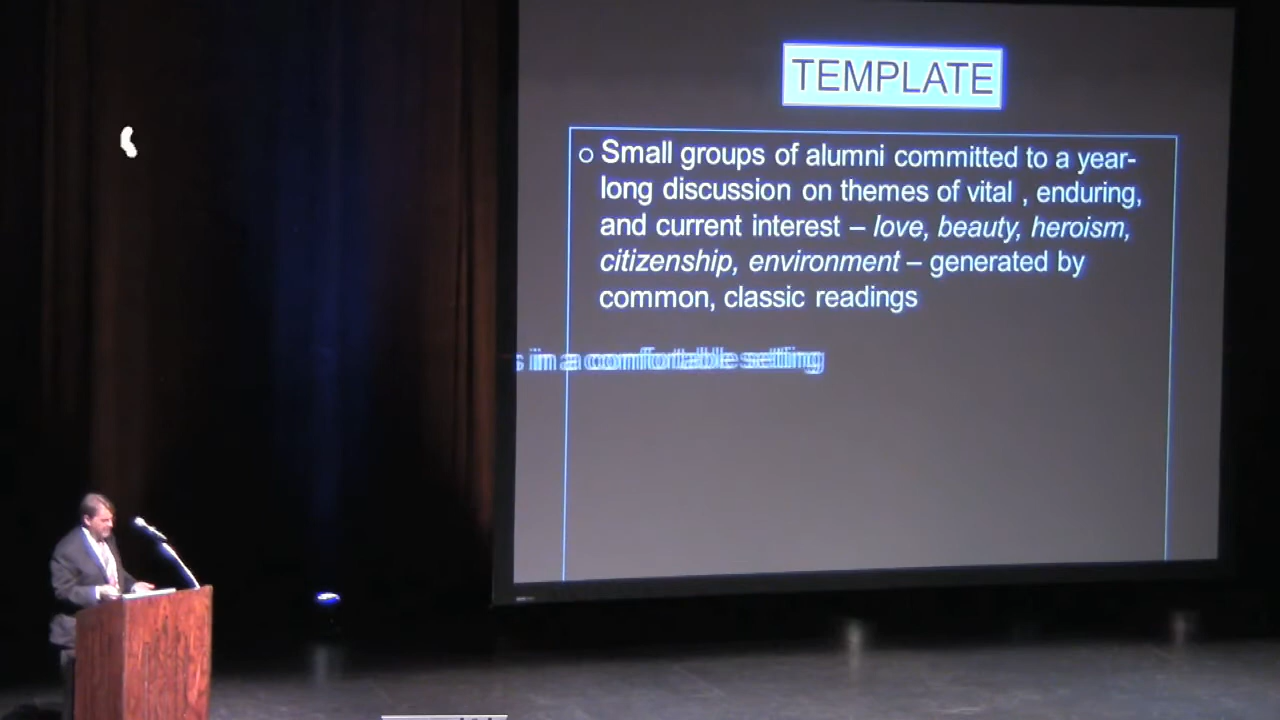 TEMPLATE
Small groups of alumni committed to a year-
long discussion on themes of vital , enduring,
and current interest – love, beauty, heroism,
citizenship, environment – generated by
common, classic readings
s in a comfortable setting